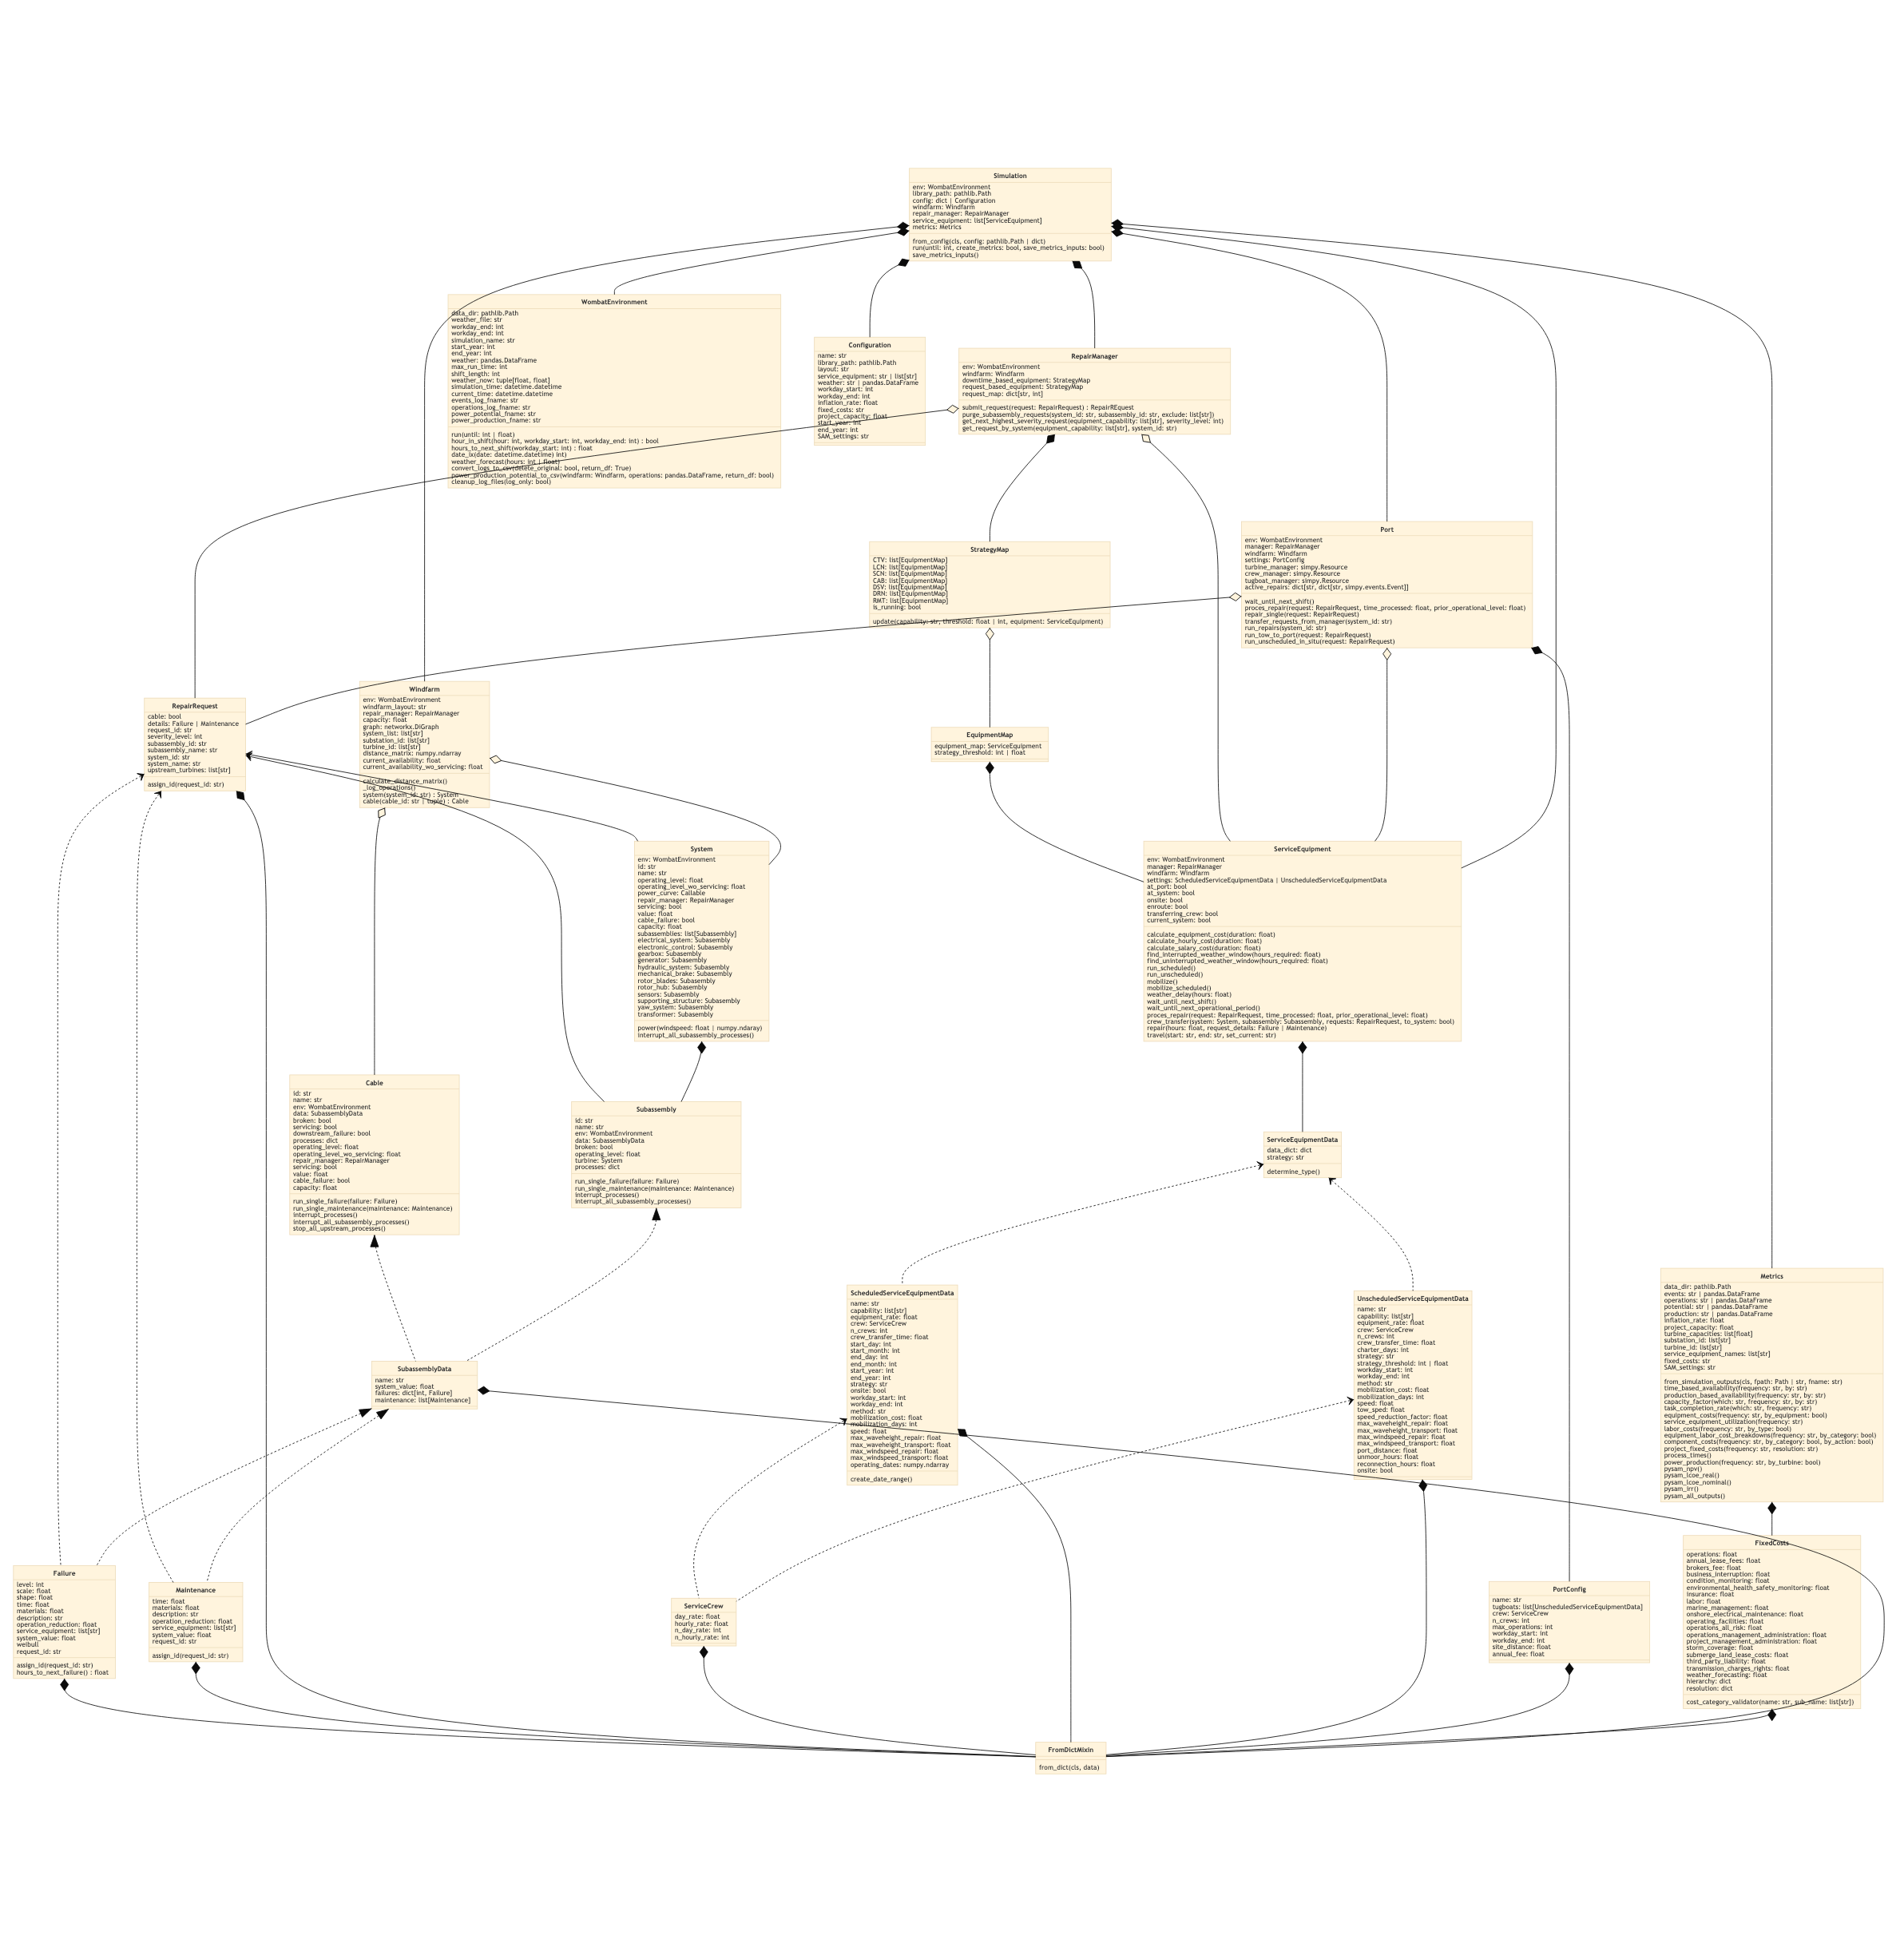 Simulation
env: WombatEnvironment
library_path: pathlib.Path
config: dict | Configuration
windfarm: Windfarm
repair_manager: RepairManager
service_equipment: list[ServiceEquipment]
metrics: Metrics
from_config(cls, config: pathlib.Path | dict)
run(until: int, create_metrics: bool, save_metrics_inputs: bool)
save_metrics_inputs()
WombatEnvironment
data_dir: pathlib.Path
weather_file: str
workday_end: int
workday_end: int
simulation_name: str
start_year: int
end_year: int
weather: pandas.DataFrame
max_run_time: int
shift_length: int
weather_now: tuple[float, float]
simulation_time: datetime.datetime
current_time: datetime.datetime
events_log_fname: str
operations_log_fname: str
power_potential_fname: str
power_production_fname: str
run(until: int | float)
hour_in_shift(hour: int, workday_start: int, workday_end: int) : bool
hours_to_next_shift(workday_start: int) : float
date_ix(date: datetime.datetime) int)
weather_forecast(hours: int | float)
convert_logs_to_csv(delete_original: bool, return_df: True)
power_production_potential_to_csv(windfarm: Windfarm, operations: pandas.DataFrame, return_df: bool)
cleanup_log_files(log_only: bool)
Configuration
name: str
library_path: pathlib.Path
layout: str
service_equipment: str | list[str]
weather: str | pandas.DataFrame
workday_start: int
workday_end: int
inflation_rate: float
fixed_costs: str
project_capacity: float
start_year: int
end_year: int
SAM_settings: str
RepairManager
env: WombatEnvironment
windfarm: Windfarm
downtime_based_equipment: StrategyMap
request_based_equipment: StrategyMap
request_map: dict[str, int]
submit_request(request: RepairRequest) : RepairREquest
purge_subassembly_requests(system_id: str, subassembly_id: str, exclude: list[str])
get_next_highest_severity_request(equipment_capability: list[str], severity_level: int)
get_request_by_system(equipment_capability: list[str], system_id: str)
StrategyMap
CTV: list[EquipmentMap]
LCN: list[EquipmentMap]
SCN: list[EquipmentMap]
CAB: list[EquipmentMap]
DSV: list[EquipmentMap]
DRN: list[EquipmentMap]
RMT: list[EquipmentMap]
is_running: bool
update(capability: str, threshold: float | int, equipment: ServiceEquipment)
Port
env: WombatEnvironment
manager: RepairManager
windfarm: Windfarm
settings: PortConfig
turbine_manager: simpy.Resource
crew_manager: simpy.Resource
tugboat_manager: simpy.Resource
active_repairs: dict[str, dict[str, simpy.events.Event]]
wait_until_next_shift()
proces_repair(request: RepairRequest, time_processed: float, prior_operational_level: float)
repair_single(request: RepairRequest)
transfer_requests_from_manager(system_id: str)
run_repairs(system_id: str)
run_tow_to_port(request: RepairRequest)
run_unscheduled_in_situ(request: RepairRequest)
RepairRequest
cable: bool
details: Failure | Maintenance
request_id: str
severity_level: int
subassembly_id: str
subassembly_name: str
system_id: str
system_name: str
upstream_turbines: list[str]
assign_id(request_id: str)
Windfarm
env: WombatEnvironment
windfarm_layout: str
repair_manager: RepairManager
capacity: float
graph: networkx.DiGraph
system_list: list[str]
substation_id: list[str]
turbine_id: list[str]
distance_matrix: numpy.ndarray
current_availability: float
current_availability_wo_servicing: float
calculate_distance_matrix()
_log_operations()
system(system_id: str) : System
cable(cable_id: str | tuple) : Cable
EquipmentMap
equipment_map: ServiceEquipment
strategy_threshold: int | float
System
env: WombatEnvironment
id: str
name: str
operating_level: float
operating_level_wo_servicing: float
power_curve: Callable
repair_manager: RepairManager
servicing: bool
value: float
cable_failure: bool
capacity: float
subassemblies: list[Subassembly]
electrical_system: Subasembly
electronic_control: Subasembly
gearbox: Subasembly
generator: Subasembly
hydraulic_system: Subasembly
mechanical_brake: Subasembly
rotor_blades: Subasembly
rotor_hub: Subasembly
sensors: Subasembly
supporting_structure: Subasembly
yaw_system: Subasembly
transformer: Subasembly
power(windspeed: float | numpy.ndaray)
interrupt_all_subassembly_processes()
ServiceEquipment
env: WombatEnvironment
manager: RepairManager
windfarm: Windfarm
settings: ScheduledServiceEquipmentData | UnscheduledServiceEquipmentData
at_port: bool
at_system: bool
onsite: bool
enroute: bool
transferring_crew: bool
current_system: bool
calculate_equipment_cost(duration: float)
calculate_hourly_cost(duration: float)
calculate_salary_cost(duration: float)
find_interrupted_weather_window(hours_required: float)
find_uninterrupted_weather_window(hours_required: float)
run_scheduled()
run_unscheduled()
mobilize()
mobilize_scheduled()
weather_delay(hours: float)
wait_until_next_shift()
wait_until_next_operational_period()
proces_repair(request: RepairRequest, time_processed: float, prior_operational_level: float)
crew_transfer(system: System, subassembly: Subassembly, requests: RepairRequest, to_system: bool)
repair(hours: float, request_details: Failure | Maintenance)
travel(start: str, end: str, set_current: str)
Cable
id: str
name: str
env: WombatEnvironment
data: SubassemblyData
broken: bool
servicing: bool
downstream_failure: bool
processes: dict
operating_level: float
operating_level_wo_servicing: float
repair_manager: RepairManager
servicing: bool
value: float
cable_failure: bool
capacity: float
run_single_failure(failure: Failure)
run_single_maintenance(maintenance: Maintenance)
interrupt_processes()
interrupt_all_subassembly_processes()
stop_all_upstream_processes()
Subassembly
id: str
name: str
env: WombatEnvironment
data: SubassemblyData
broken: bool
operating_level: float
turbine: System
processes: dict
run_single_failure(failure: Failure)
run_single_maintenance(maintenance: Maintenance)
interrupt_processes()
interrupt_all_subassembly_processes()
ServiceEquipmentData
data_dict: dict
strategy: str
determine_type()
ScheduledServiceEquipmentData
name: str
capability: list[str]
equipment_rate: float
crew: ServiceCrew
n_crews: int
crew_transfer_time: float
start_day: int
start_month: int
end_day: int
end_month: int
start_year: int
end_year: int
strategy: str
onsite: bool
workday_start: int
workday_end: int
method: str
mobilization_cost: float
mobilization_days: int
speed: float
max_waveheight_repair: float
max_waveheight_transport: float
max_windspeed_repair: float
max_windspeed_transport: float
operating_dates: numpy.ndarray
create_date_range()
UnscheduledServiceEquipmentData
name: str
capability: list[str]
equipment_rate: float
crew: ServiceCrew
n_crews: int
crew_transfer_time: float
charter_days: int
strategy: str
strategy_threshold: int | float
workday_start: int
workday_end: int
method: str
mobilization_cost: float
mobilization_days: int
speed: float
tow_speed: float
speed_reduction_factor: float
max_waveheight_repair: float
max_waveheight_transport: float
max_windspeed_repair: float
max_windspeed_transport: float
port_distance: float
unmoor_hours: float
reconnection_hours: float
onsite: bool
Metrics
data_dir: pathlib.Path
events: str | pandas.DataFrame
operations: str | pandas.DataFrame
potential: str | pandas.DataFrame
production: str | pandas.DataFrame
inflation_rate: float
project_capacity: float
turbine_capacities: list[float]
substation_id: list[str]
turbine_id: list[str]
service_equipment_names: list[str]
fixed_costs: str
SAM_settings: str
from_simulation_outputs(cls, fpath: Path | str, fname: str)
time_based_availability(frequency: str, by: str)
production_based_availability(frequency: str, by: str)
capacity_factor(which: str, frequency: str, by: str)
task_completion_rate(which: str, frequency: str)
equipment_costs(frequency: str, by_equipment: bool)
service_equipment_utilization(frequency: str)
labor_costs(frequency: str, by_type: bool)
equipment_labor_cost_breakdowns(frequency: str, by_category: bool)
component_costs(frequency: str, by_category: bool, by_action: bool)
project_fixed_costs(frequency: str, resolution: str)
process_times()
power_production(frequency: str, by_turbine: bool)
pysam_npv()
pysam_lcoe_real()
pysam_lcoe_nominal()
pysam_irr()
pysam_all_outputs()
SubassemblyData
name: str
system_value: float
failures: dict[int, Failure]
maintenance: list[Maintenance]
Failure
level: int
scale: float
shape: float
time: float
materials: float
description: str
operation_reduction: float
service_equipment: list[str]
system_value: float
weibull
request_id: str
assign_id(request_id: str)
hours_to_next_failure() : float
Maintenance
time: float
materials: float
description: str
operation_reduction: float
service_equipment: list[str]
system_value: float
request_id: str
assign_id(request_id: str)
ServiceCrew
day_rate: float
hourly_rate: float
n_day_rate: int
n_hourly_rate: int
PortConfig
name: str
tugboats: list[UnscheduledServiceEquipmentData]
crew: ServiceCrew
n_crews: int
max_operations: int
workday_start: int
workday_end: int
site_distance: float
annual_fee: float
FixedCosts
operations: float
annual_lease_fees: float
brokers_fee: float
business_interruption: float
condition_monitoring: float
environmental_health_safety_monitoring: float
insurance: float
labor: float
marine_management: float
onshore_electrical_maintenance: float
operating_facilities: float
operations_all_risk: float
operations_management_administration: float
project_management_administration: float
storm_coverage: float
submerge_land_lease_costs: float
third_party_liability: float
transmission_charges_rights: float
weather_forecasting: float
hierarchy: dict
resolution: dict
cost_category_validator(name: str, sub_name: list[str])
FromDictMixin
from_dict(cls, data)